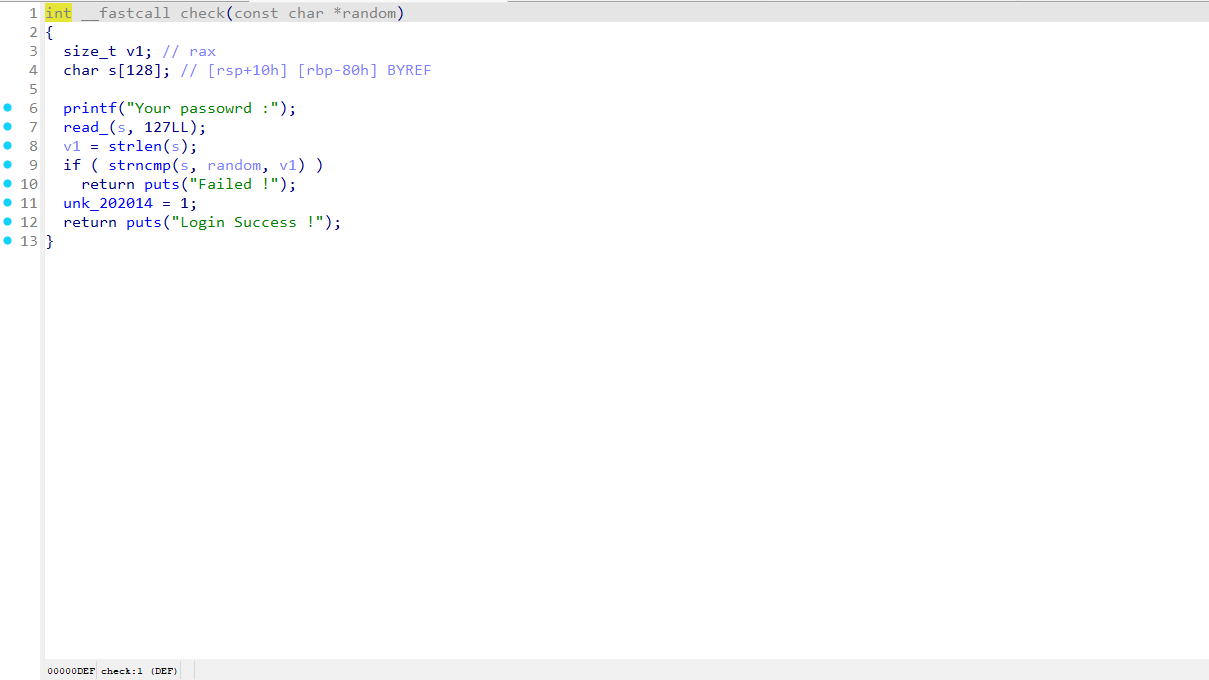 1 int __fastcall check(const char *random)
2 {
3   size_t v1; // rax
4   char s[128]; // [rsp+10h] [rbp-80h] BYREF
5
6   printf("Your passowrd :");
7   read_(s, 127LL);
8   v1 = strlen(s);
9   if ( strncmp(s, random, v1) )
10     return puts("Failed !");
11   unk_202014 = 1;
12   return puts("Login Success !");
13 }
00000DEF check:1 (DEF)